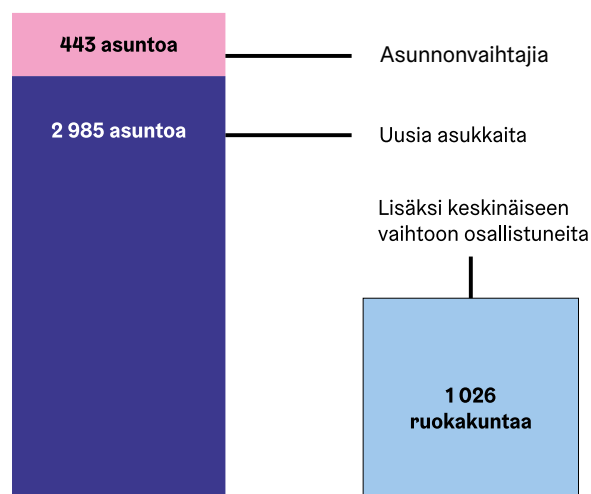 443 asuntoa
Asunnonvaihtajia
2 985 asuntoa
Uusia asukkaita
Lisäksi keskinäiseen
vaihtoon osallistuneita
1 026
ruokakuntaa